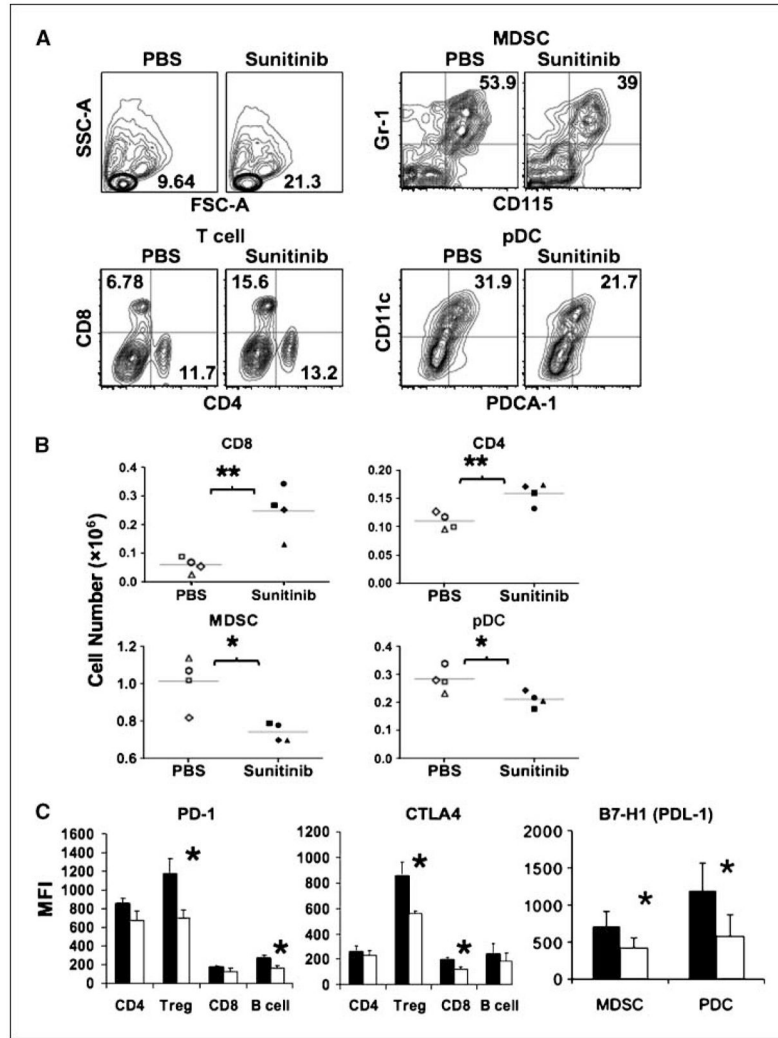 A
MDSC
PBS Sunitinib PBS Sunitinib
SSC-A
9.64 21.3
FSC-A
Gr-1
53.9 39
CD115
T cell pDC
PBS Sunitinib PBS Sunitinib
CD8
6.78 15.6
11.7 13.2
CD4
CD11c
31.9 21.7
PDCA-1
B
Cell Number (×10⁶)
CD8
0.4
0.3
0.2
0.1
0.0
**
PBS Sunitinib
CD4
0.20
0.15
0.10
0.05
0.00
**
PBS Sunitinib
MDSC
1.2
1.0
0.8
0.6
*
PBS Sunitinib
pDC
0.4
0.3
0.2
0.1
0.0
*
PBS Sunitinib
C
MFI
PD-1
1600
1400
1200
1000
800
600
400
200
0
*
*
CD4 Treg CD8 B cell
CTLA4
1200
1000
800
600
400
200
0
*
*
CD4 Treg CD8 B cell
B7-H1 (PDL-1)
2000
1500
1000
500
0
*
*
MDSC PDC